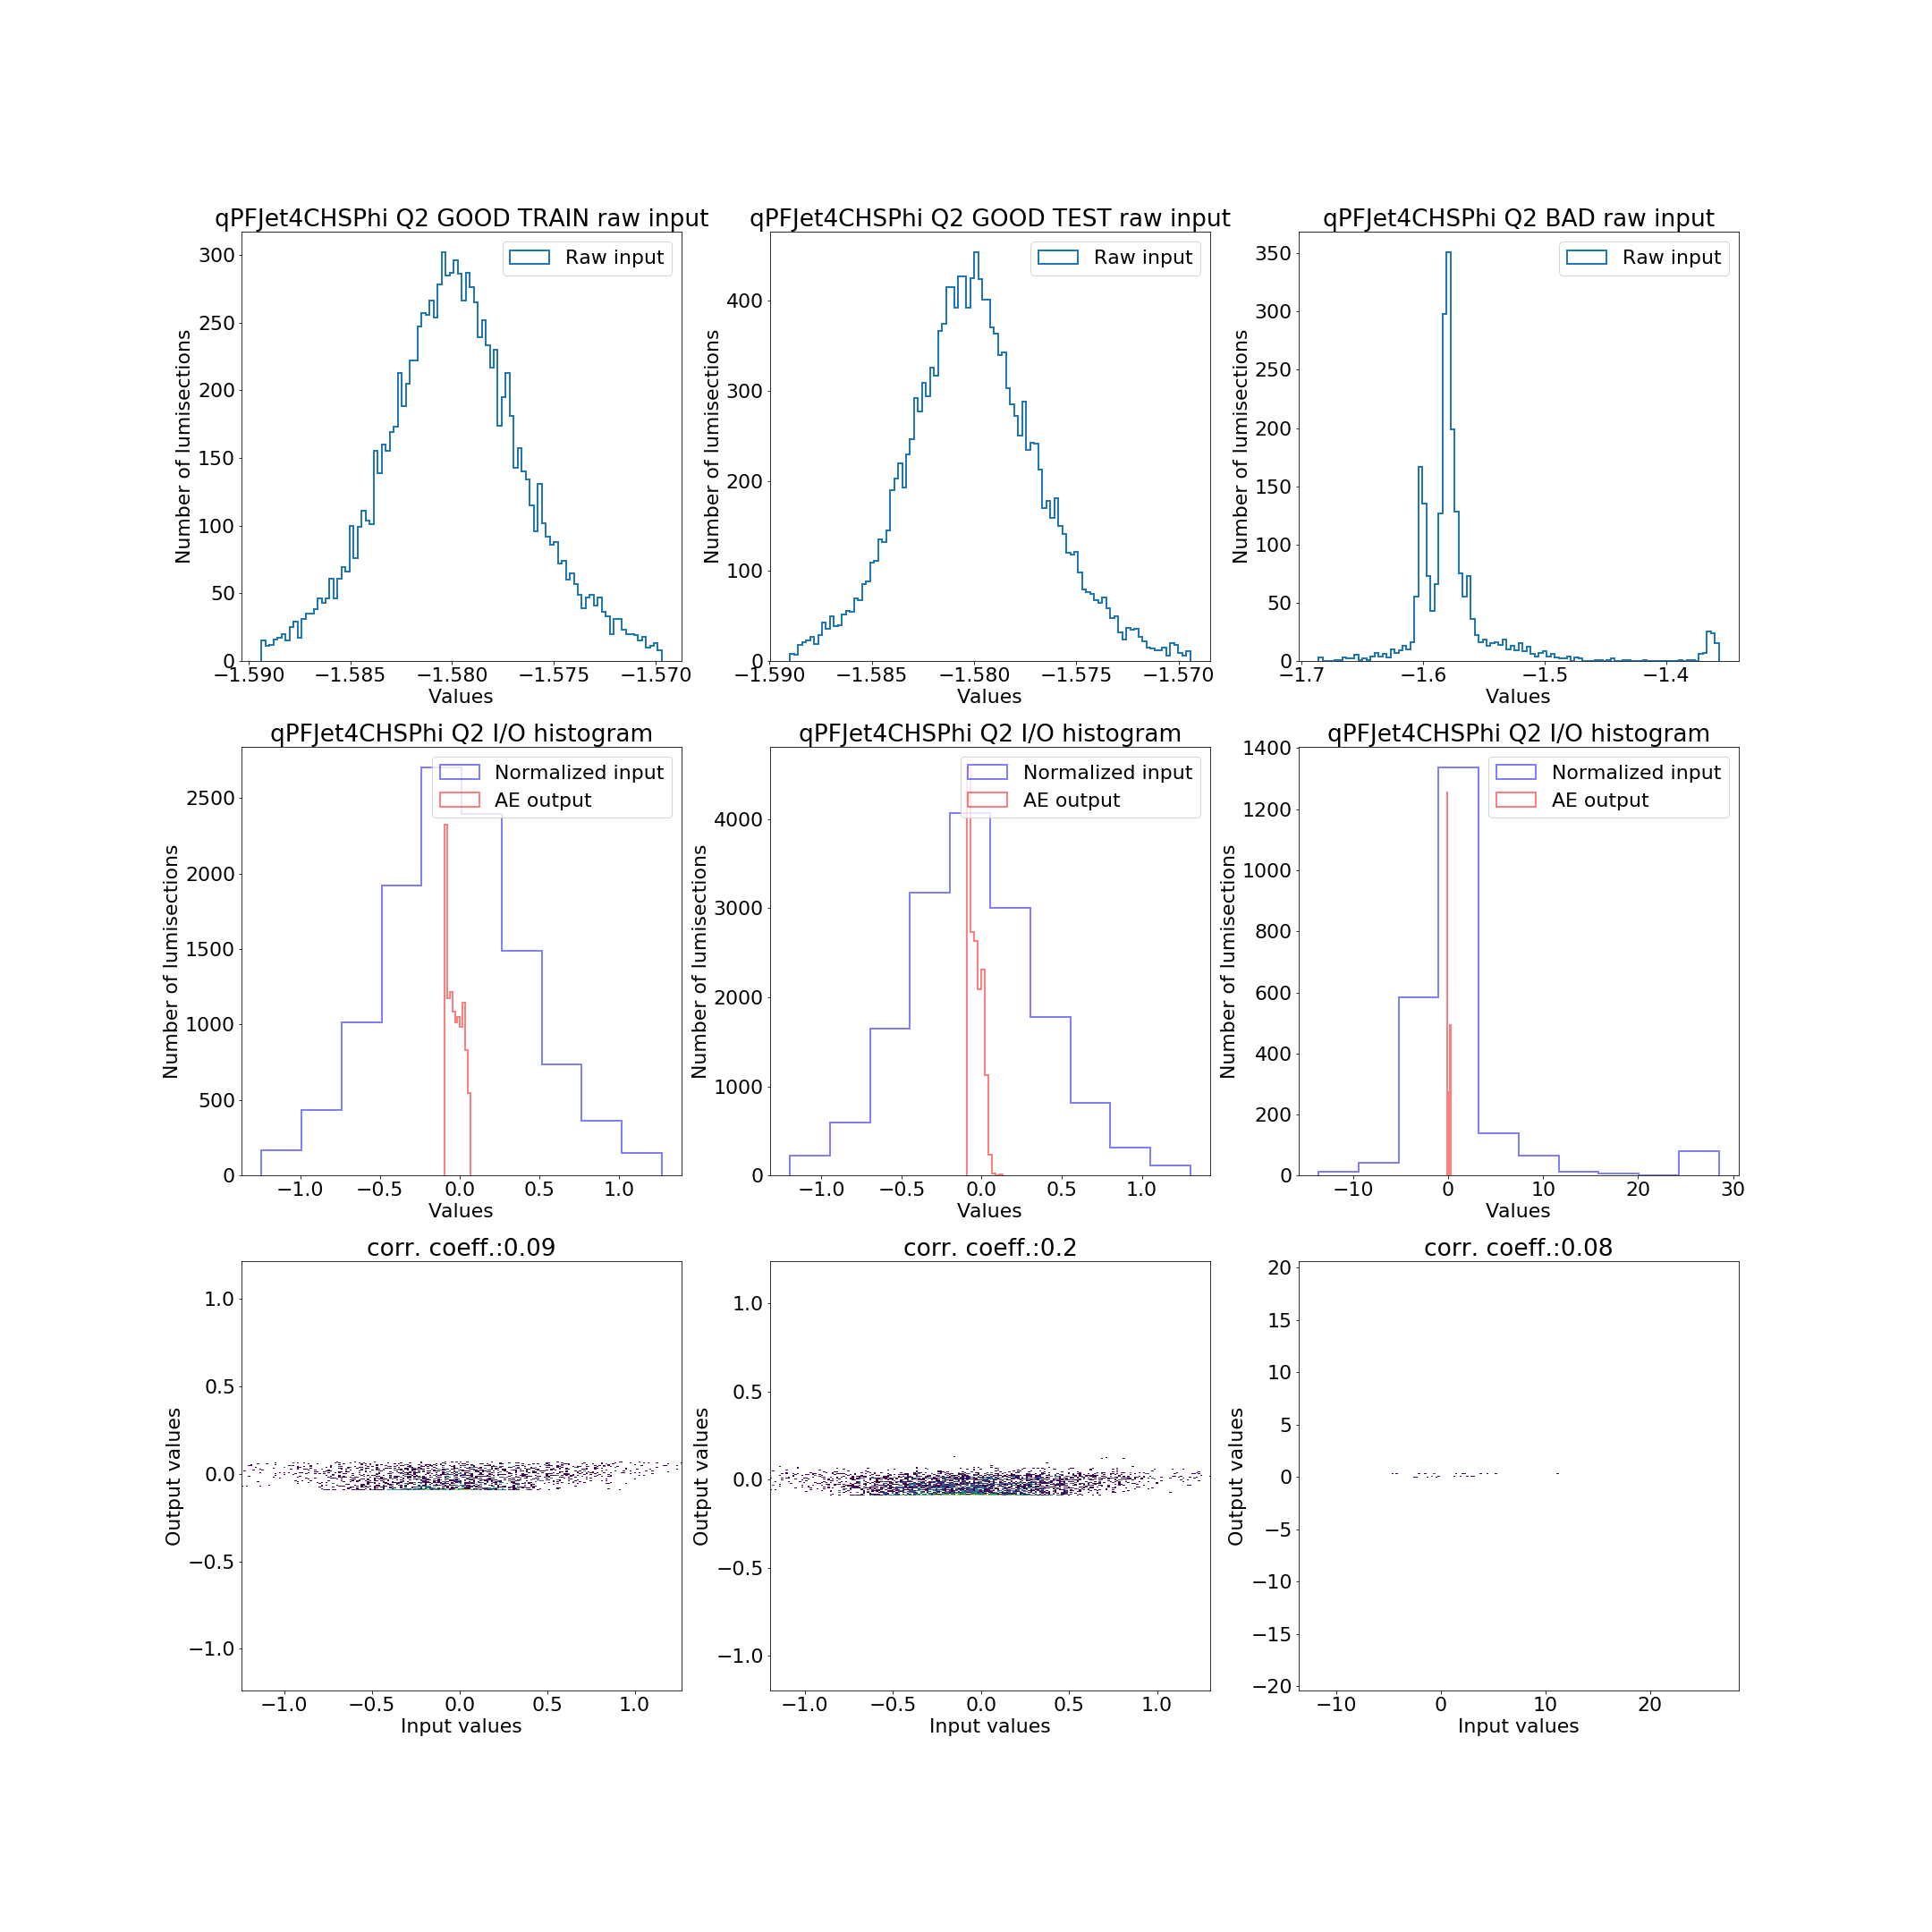 qPFJet4CHSPhi Q2 GOOD TRAIN raw input
Raw input
Number of lumisections
300
250
200
150
100
50
0
−1.590 −1.585 −1.580 −1.575 −1.570
Values
qPFJet4CHSPhi Q2 GOOD TEST raw input
Raw input
Number of lumisections
400
300
200
100
0
−1.590 −1.585 −1.580 −1.575 −1.570
Values
qPFJet4CHSPhi Q2 BAD raw input
Raw input
Number of lumisections
350
300
250
200
150
100
50
0
−1.7 −1.6 −1.5 −1.4
Values
qPFJet4CHSPhi Q2 I/O histogram
Normalized input
AE output
Number of lumisections
2500
2000
1500
1000
500
0
−1.0 −0.5 0.0 0.5 1.0
Values
qPFJet4CHSPhi Q2 I/O histogram
Normalized input
AE output
Number of lumisections
4000
3000
2000
1000
0
−1.0 −0.5 0.0 0.5 1.0
Values
qPFJet4CHSPhi Q2 I/O histogram
Normalized input
AE output
Number of lumisections
1400
1200
1000
800
600
400
200
0
−10 0 10 20 30
Values
corr. coeff.:0.09
Output values
1.0
0.5
0.0
−0.5
−1.0
−1.0 −0.5 0.0 0.5 1.0
Input values
corr. coeff.:0.2
Output values
1.0
0.5
0.0
−0.5
−1.0
−1.0 −0.5 0.0 0.5 1.0
Input values
corr. coeff.:0.08
Output values
20
15
10
5
0
−5
−10
−15
−20
−10 0 10 20
Input values